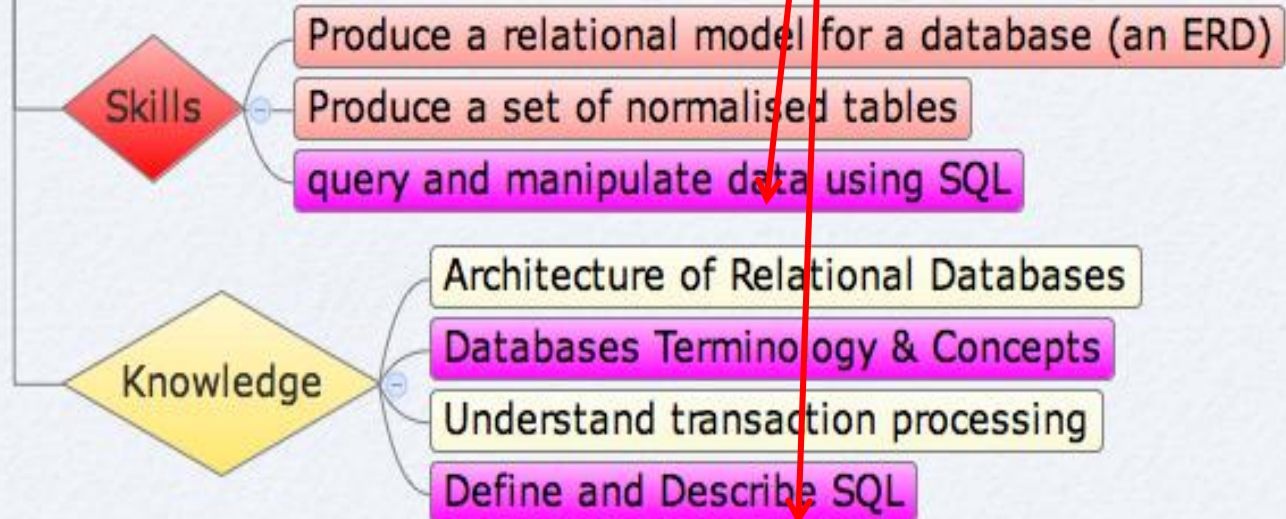 Skills
Produce a relational model for a database (an ERD)
Produce a set of normalised tables
query and manipulate data using SQL
Knowledge
Architecture of Relational Databases
Databases Terminology & Concepts
Understand transaction processing
Define and Describe SQL